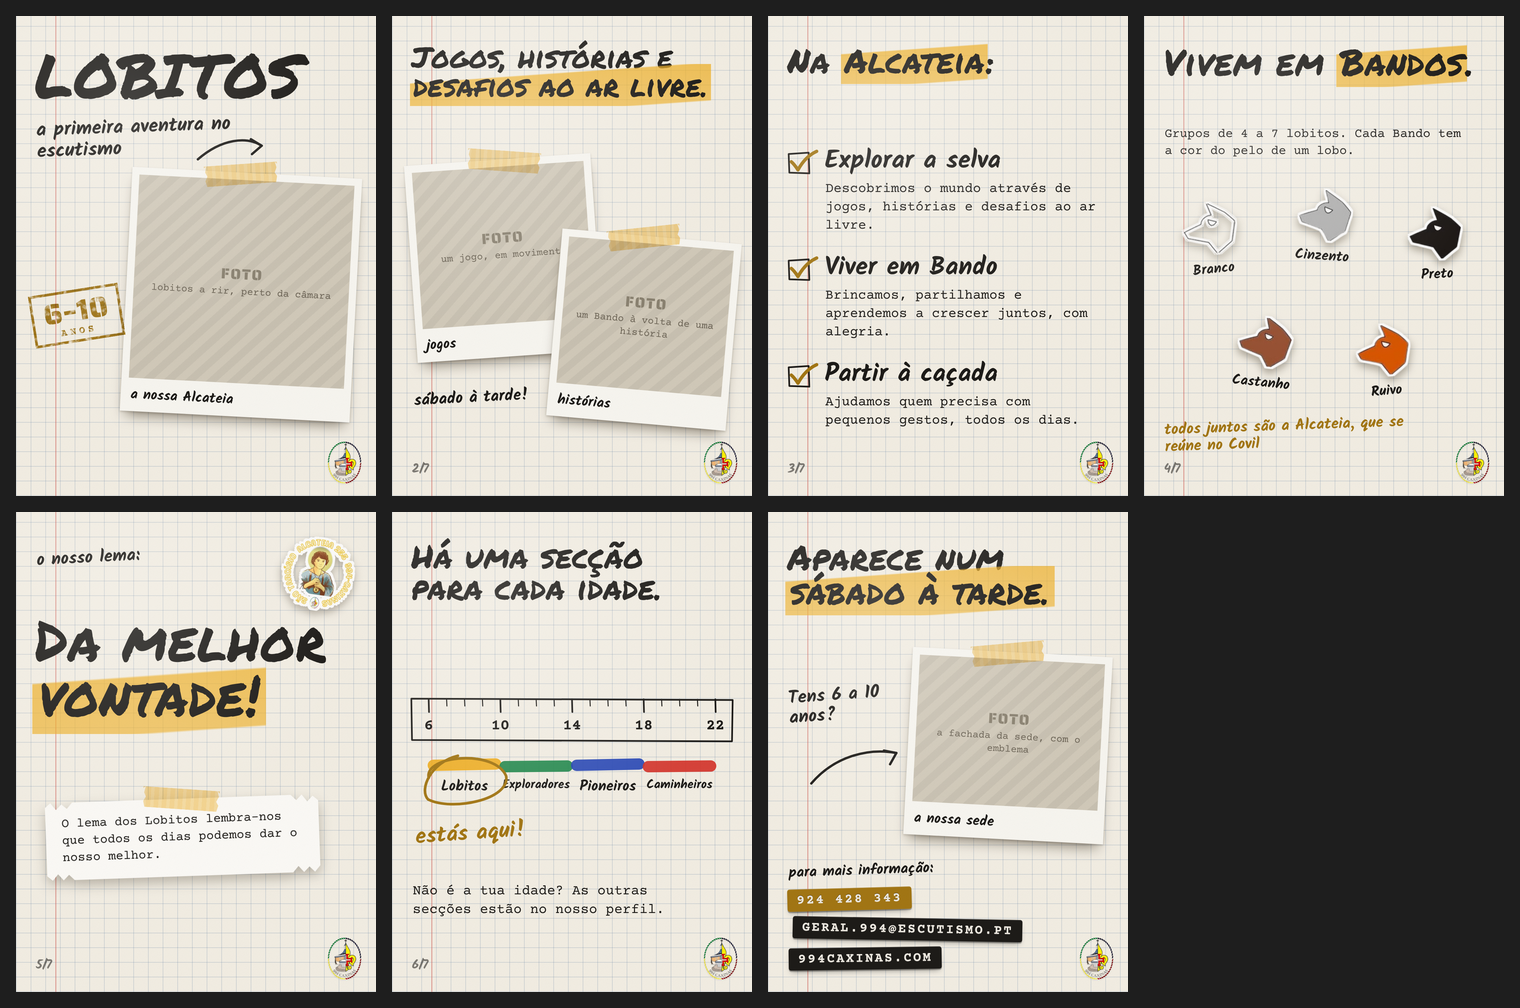 LOBITOS
a primeira aventura no
escutismo
FOTO
lobitos a rir, perto da câmara
6-10
ANOS
a nossa Alcateia
JOGOS, HISTÓRIAS E
DESAFIOS AO AR LIVRE.
FOTO
um jogo, em moviment
FOTO
um Bando à volta de uma
história
jogos
sábado à tarde!
histórias
2/7
NA ALCATEIA:
Explorar a selva
Descobrimos o mundo através de
jogos, histórias e desafios ao ar
livre.
Viver em Bando
Brincamos, partilhamos e
aprendemos a crescer juntos, com
alegria.
Partir à caçada
Ajudamos quem precisa com
pequenos gestos, todos os dias.
3/7
VIVEM EM BANDOS.
Grupos de 4 a 7 lobitos. Cada Bando tem
a cor do pelo de um lobo.
Branco
Cinzento
Preto
Castanho
Ruivo
todos juntos são a Alcateia, que se
reúne no Covil
4/7
o nosso lema:
DA MELHOR
VONTADE!
O lema dos Lobitos lembra-nos
que todos os dias podemos dar o
nosso melhor.
5/7
HÁ UMA SECÇÃO
PARA CADA IDADE.
6 10 14 18 22
Lobitos Exploradores Pioneiros Caminheiros
estás aqui!
Não é a tua idade? As outras
secções estão no nosso perfil.
6/7
APARECE NUM
SÁBADO À TARDE.
Tens 6 a 10
anos?
FOTO
a fachada da sede, com o
emblema
a nossa sede
para mais informação:
924 428 343
GERAL.994@ESCUTISMO.PT
994CAXINAS.COM